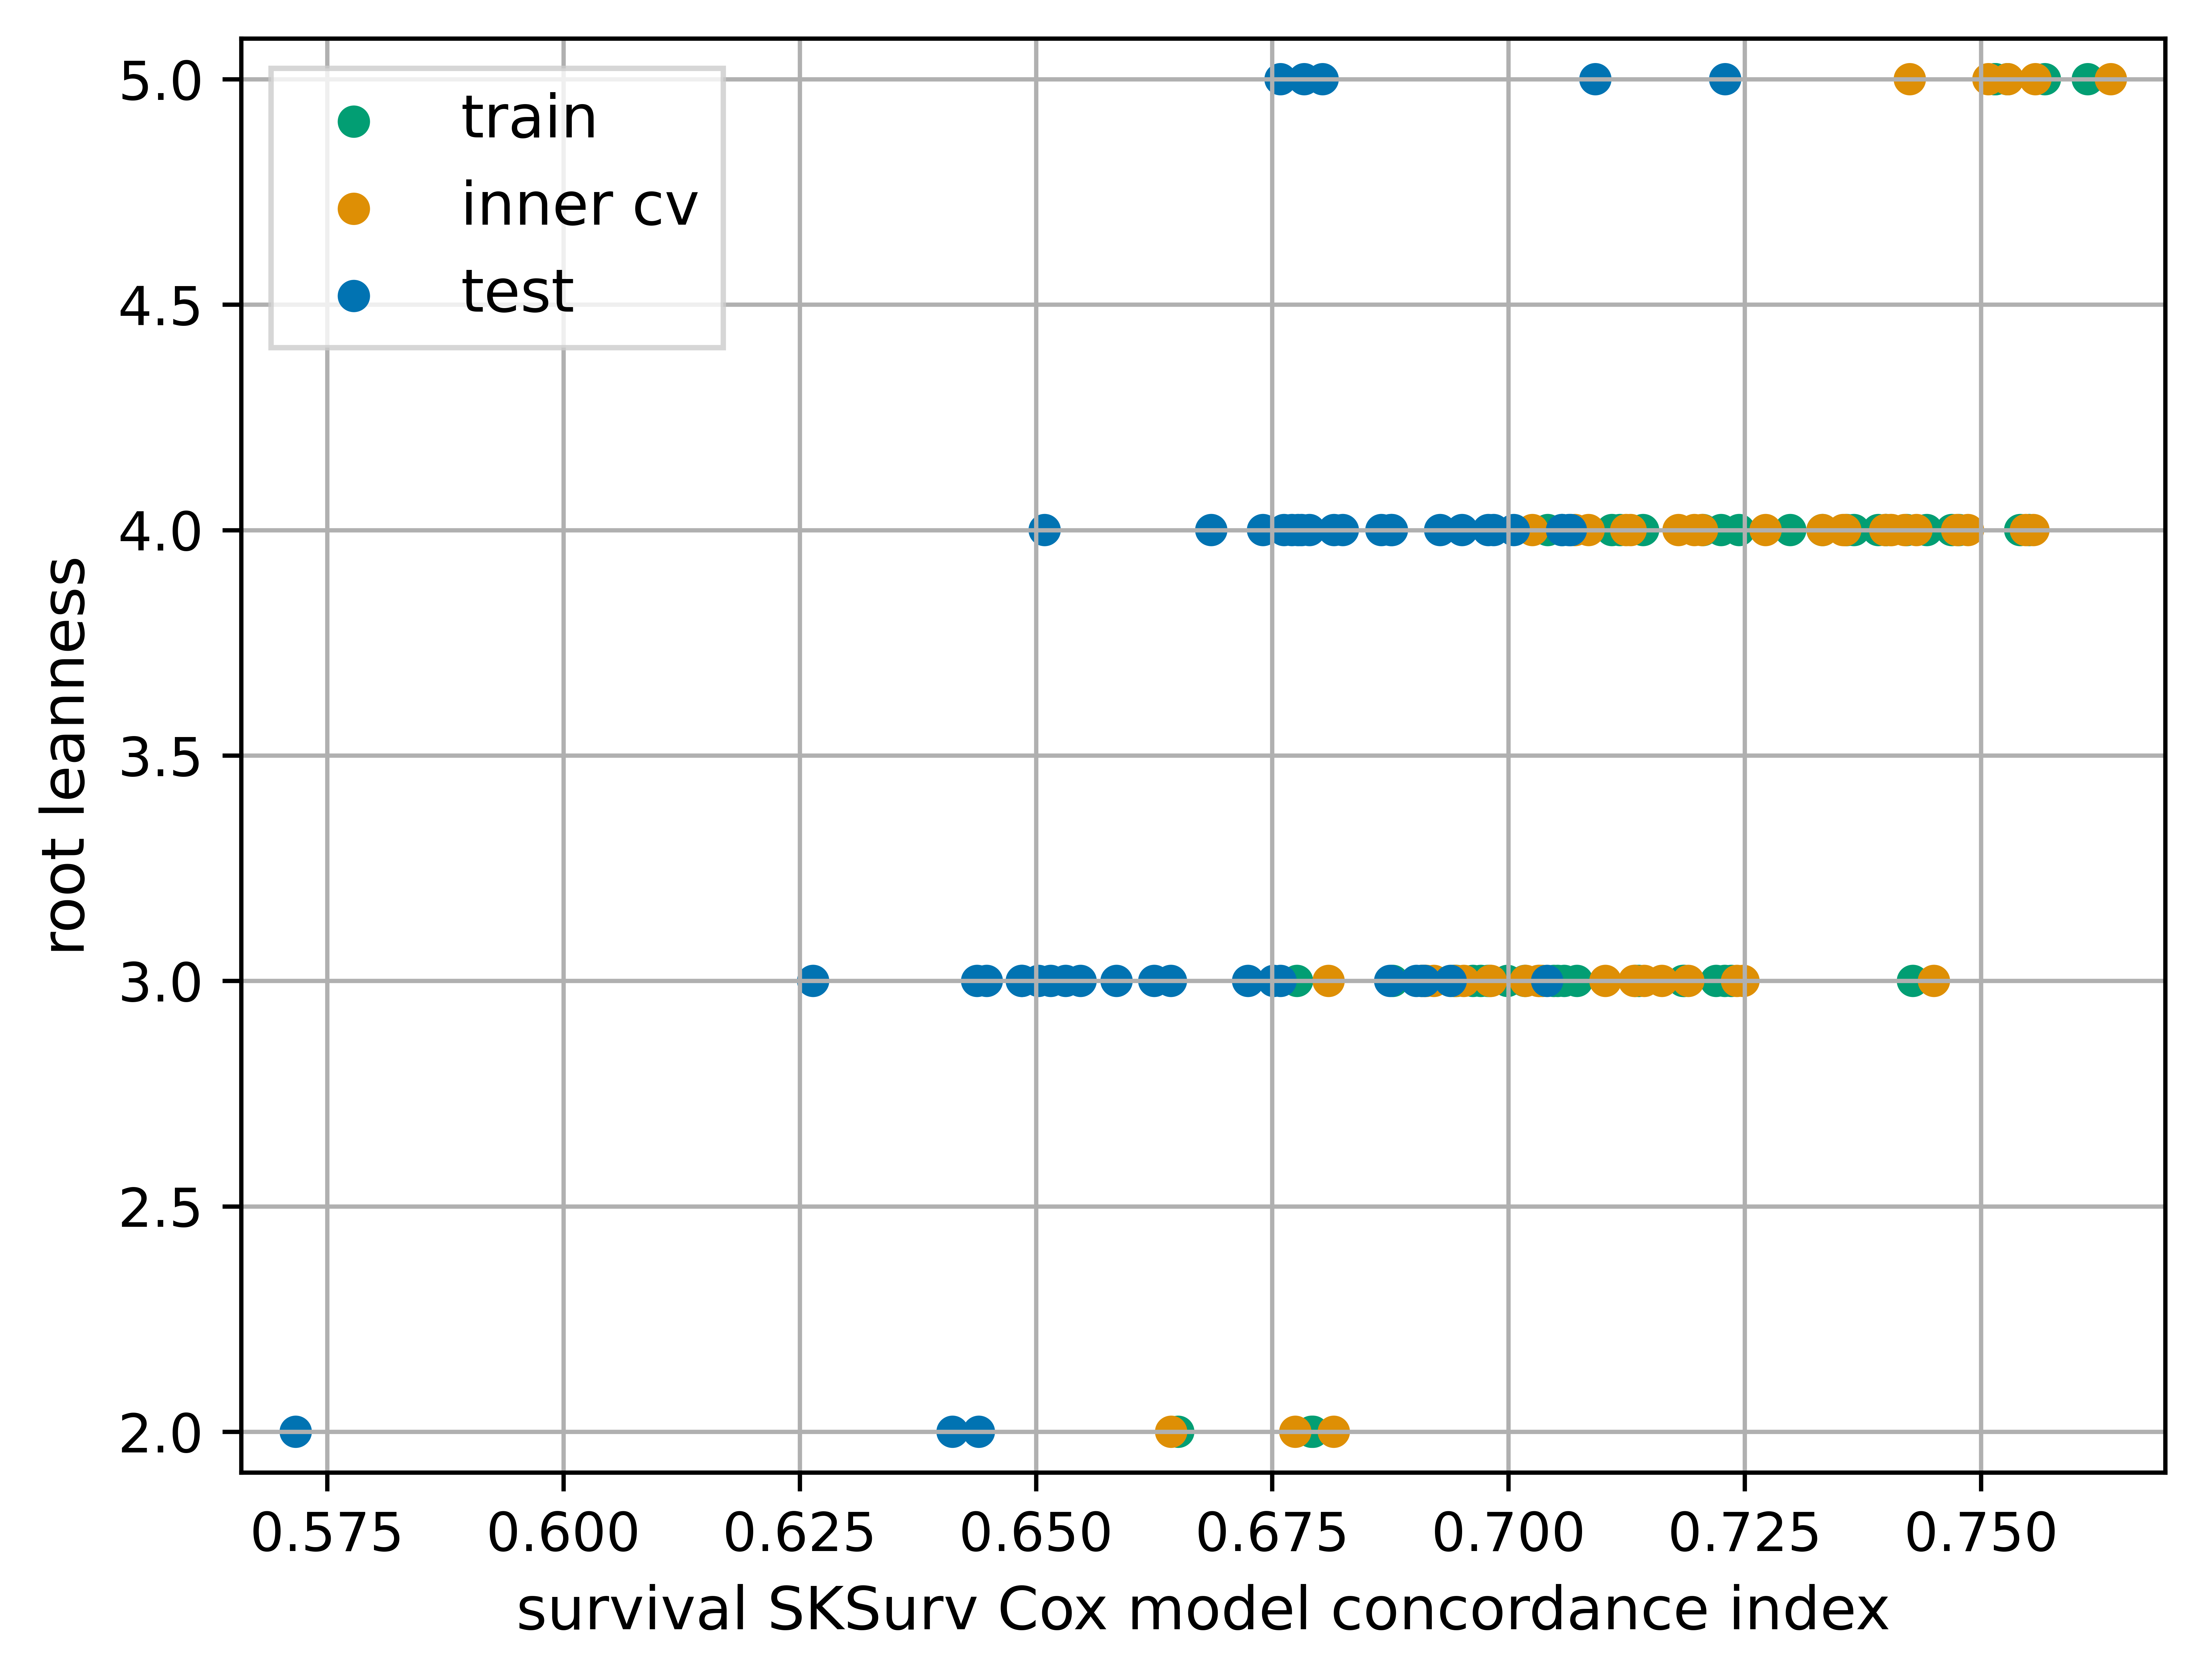 train
inner cv
test
5.0
4.5
4.0
3.5
3.0
2.5
2.0
root leanness
0.575 0.600 0.625 0.650 0.675 0.700 0.725 0.750
survival SKSurv Cox model concordance index